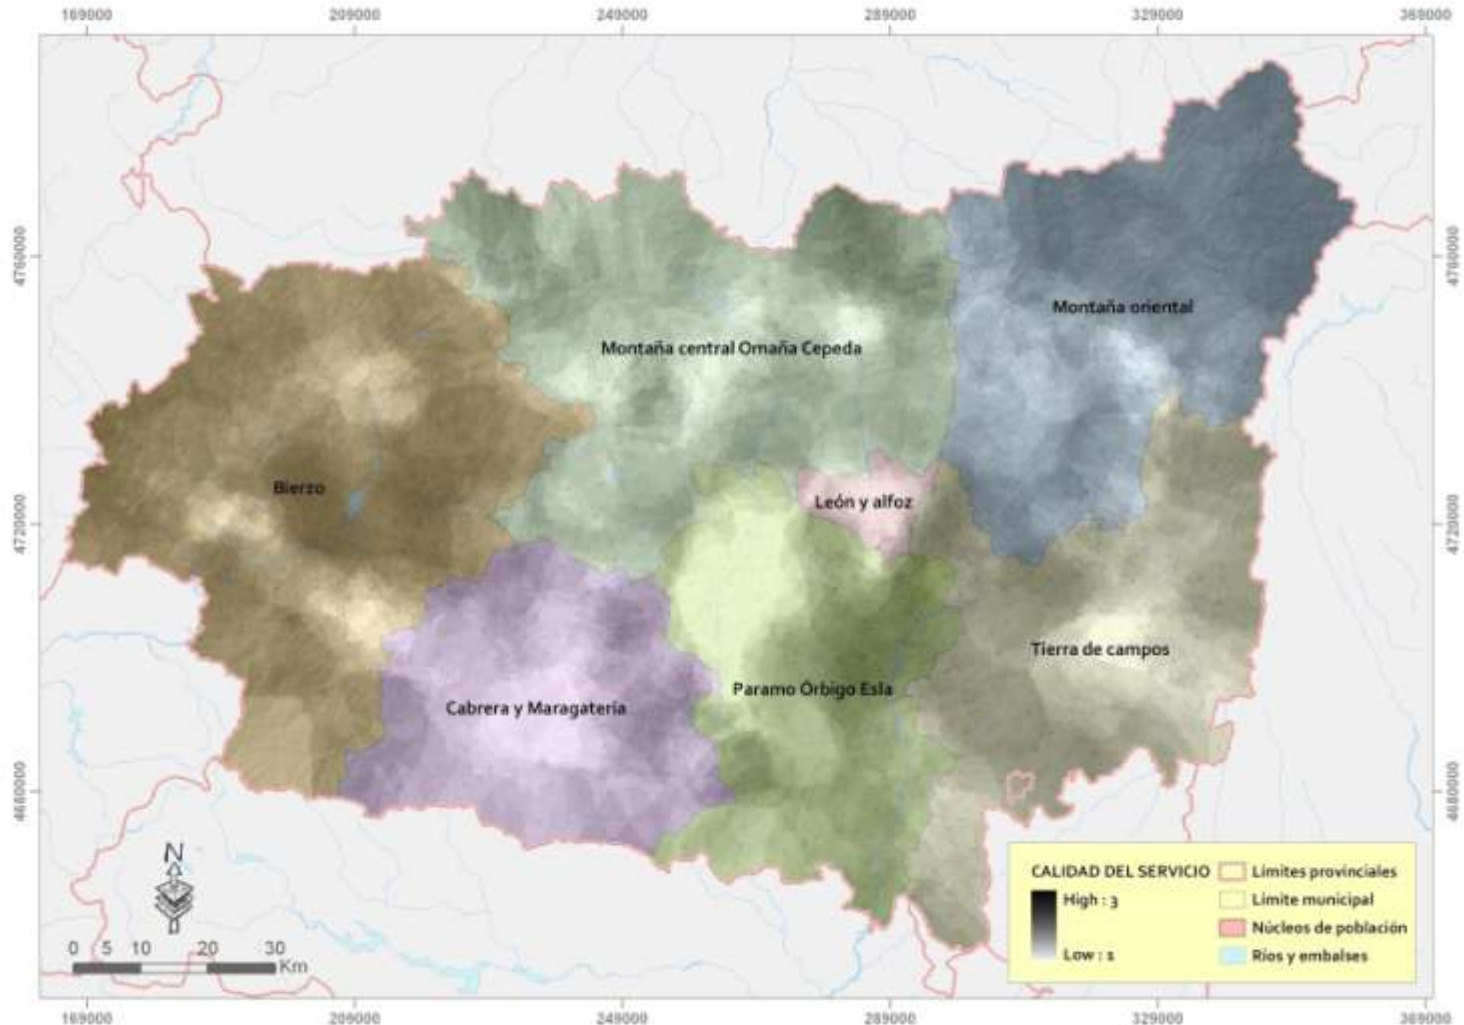 169000 209000 249000 289000 329000 369000
4760000 4760000
Montaña oriental
Montaña central Omaña Cepeda
Bierzo
León y alfoz
4720000 4720000
Tierra de campos
Paramo Órbigo Esla
Cabrera y Maragatería
4680000 4680000
N
0 5 10 20 30
Km
CALIDAD DEL SERVICIO
High : 3
Low : 1
Límites provinciales
Límite municipal
Núcleos de población
Ríos y embalses
169000 209000 249000 289000 329000 369000